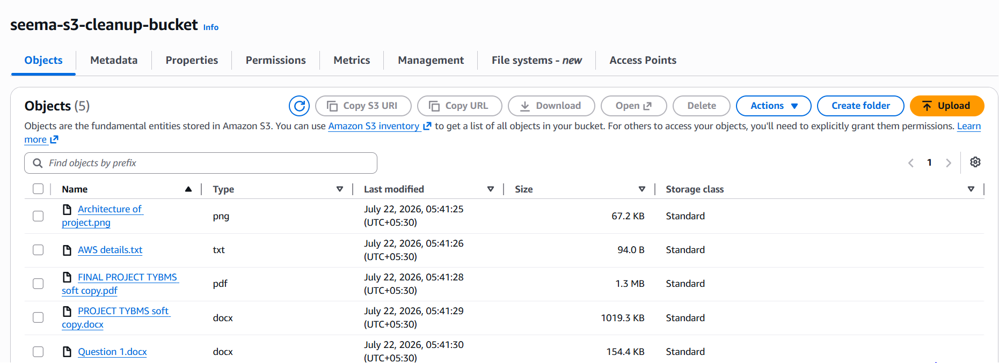 seema-s3-cleanup-bucket Info
Objects Metadata Properties Permissions Metrics Management File systems - new Access Points
Objects (5) Copy S3 URI Copy URL Download Open Delete Actions Create folder Upload
Objects are the fundamental entities stored in Amazon S3. You can use Amazon S3 inventory to get a list of all objects in your bucket. For others to access your objects, you'll need to explicitly grant them permissions. Learn
more
Find objects by prefix 1
Name Type Last modified Size Storage class
Architecture of
project.png png July 22, 2026, 05:41:25
(UTC+05:30) 67.2 KB Standard
AWS details.txt txt July 22, 2026, 05:41:26
(UTC+05:30) 94.0 B Standard
FINAL PROJECT TYBMS
soft copy.pdf pdf July 22, 2026, 05:41:28
(UTC+05:30) 1.3 MB Standard
PROJECT TYBMS soft
copy.docx docx July 22, 2026, 05:41:29
(UTC+05:30) 1019.3 KB Standard
Question 1.docx docx July 22, 2026, 05:41:30
(UTC+05:30) 154.4 KB Standard